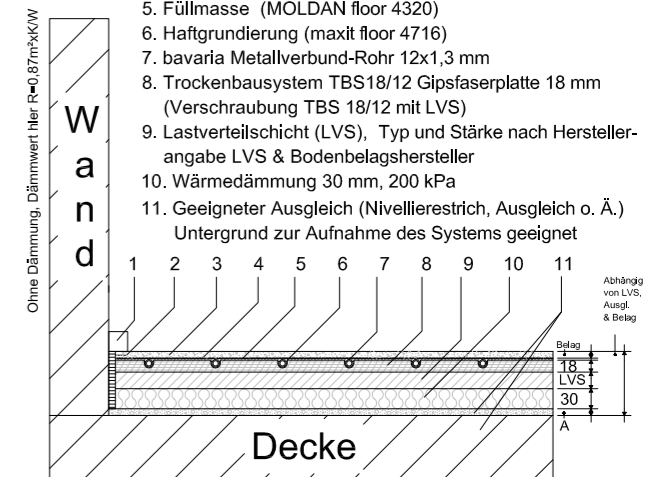 5. Füllmasse (MOLDAN floor 4320)
6. Haftgrundierung (maxit floor 4716)
7. bavaria Metallverbund-Rohr 12x1,3 mm
8. Trockenbausystem TBS18/12 Gipsfaserplatte 18 mm
(Verschraubung TBS 18/12 mit LVS)
9. Lastverteilschicht (LVS), Typ und Stärke nach Hersteller-
angabe LVS & Bodenbelagshersteller
10. Wärmedämmung 30 mm, 200 kPa
11. Geeigneter Ausgleich (Nivellierestrich, Ausgleich o. Ä.)
Untergrund zur Aufnahme des Systems geeignet
Ohne Dämmung, Dämmwert hier R=0,87m²xK/W
Wand
1 2 3 4 5 6 7 8 9 10 11
Abhängig
von LVS,
Ausgl.
& Belag
Belag
18
LVS
30
A
Decke